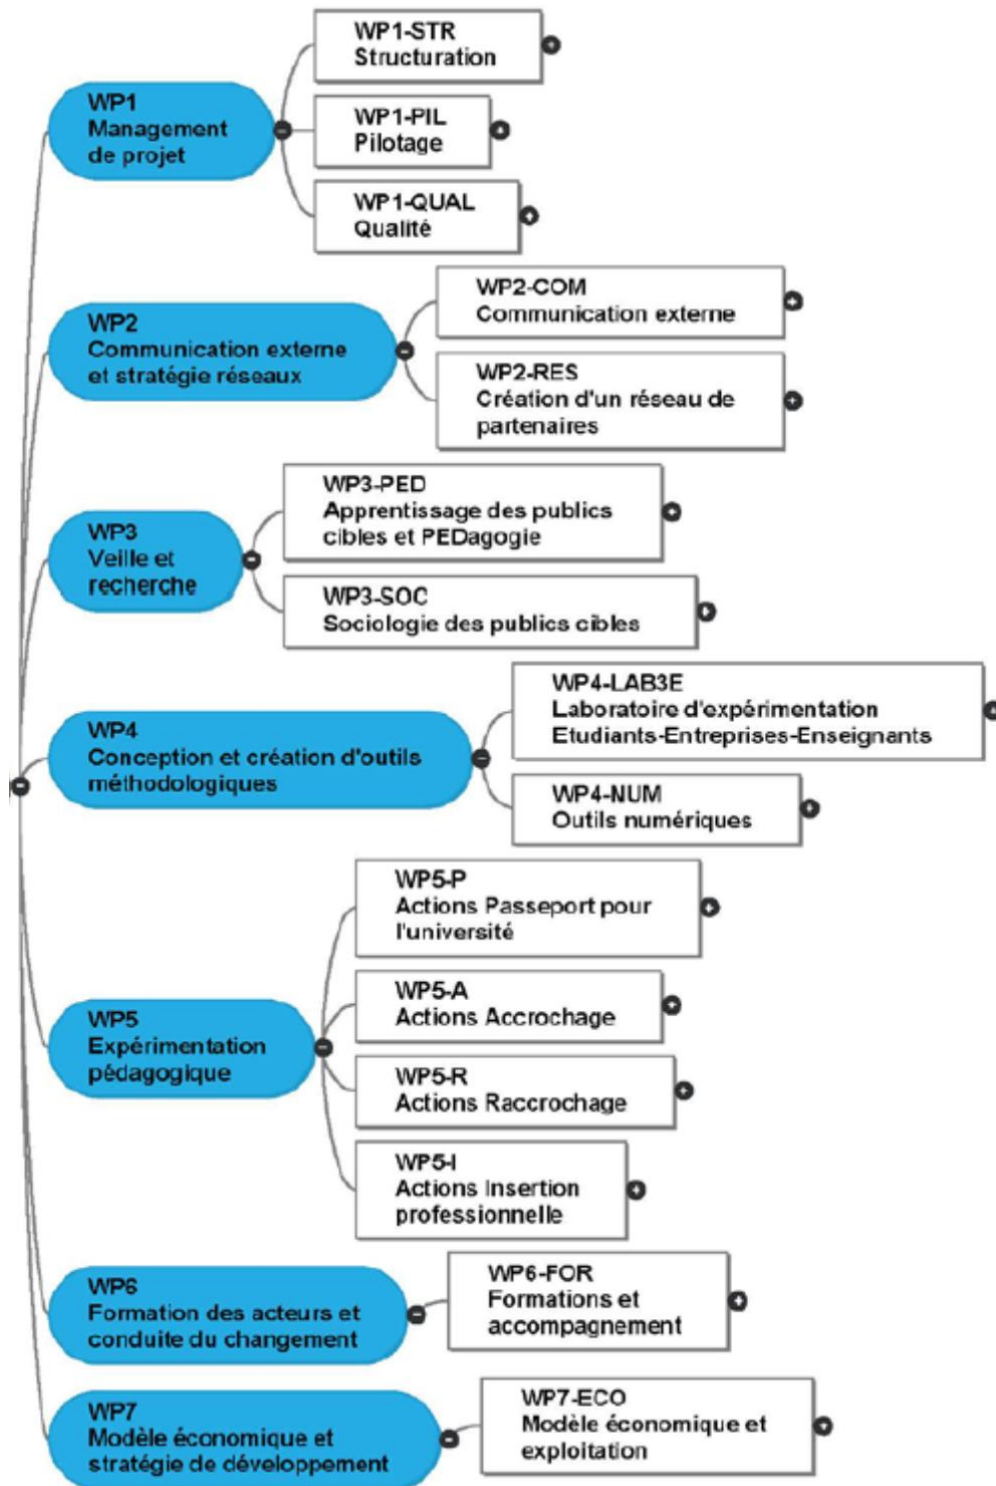 WP1
Management
de projet
WP1-STR
Structuration
WP1-PIL
Pilotage
WP1-QUAL
Qualité
WP2
Communication externe
et stratégie réseaux
WP2-COM
Communication externe
WP2-RES
Création d'un réseau de
partenaires
WP3
Veille et
recherche
WP3-PED
Apprentissage des publics
cibles et PEDagogie
WP3-SOC
Sociologie des publics cibles
WP4
Conception et création d'outils
méthodologiques
WP4-LAB3E
Laboratoire d'expérimentation
Etudiants-Entreprises-Enseignants
WP4-NUM
Outils numériques
WP5
Expérimentation
pédagogique
WP5-P
Actions Passeport pour
l'université
WP5-A
Actions Accrochage
WP5-R
Actions Raccrochage
WP5-I
Actions Insertion
professionnelle
WP6
Formation des acteurs et
conduite du changement
WP6-FOR
Formations et
accompagnement
WP7
Modèle économique et
stratégie de développement
WP7-ECO
Modèle économique et
exploitation